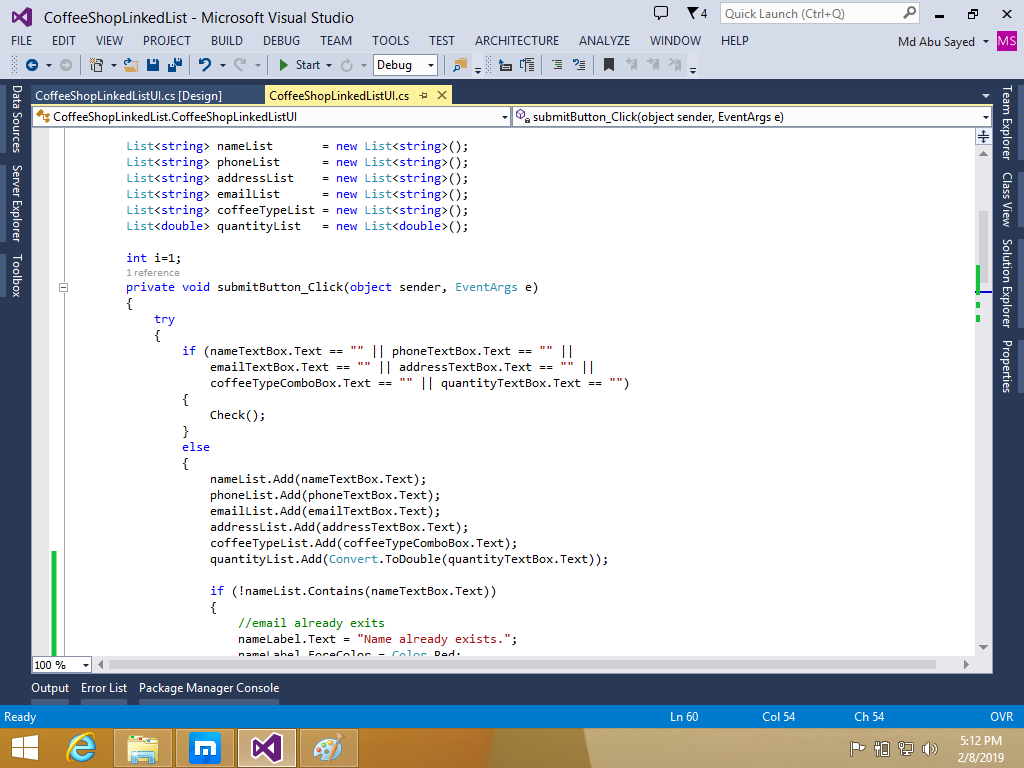 CoffeeShopLinkedList - Microsoft Visual Studio
4
Quick Launch (Ctrl+Q)
FILE EDIT VIEW PROJECT BUILD DEBUG TEAM TOOLS TEST ARCHITECTURE ANALYZE WINDOW HELP
Md Abu Sayed MS
Start Debug
Data Sources
Server Explorer
Toolbox
CoffeeShopLinkedListUI.cs [Design] CoffeeShopLinkedListUI.cs
CoffeeShopLinkedList.CoffeeShopLinkedListUI submitButton_Click(object sender, EventArgs e)
List<string> nameList = new List<string>();
List<string> phoneList = new List<string>();
List<string> addressList = new List<string>();
List<string> emailList = new List<string>();
List<string> coffeeTypeList = new List<string>();
List<double> quantityList = new List<double>();
int i=1;
1 reference
private void submitButton_Click(object sender, EventArgs e)
{
try
{
if (nameTextBox.Text == "" || phoneTextBox.Text == "" ||
emailTextBox.Text == "" || addressTextBox.Text == "" ||
coffeeTypeComboBox.Text == "" || quantityTextBox.Text == "")
{
Check();
}
else
{
nameList.Add(nameTextBox.Text);
phoneList.Add(phoneTextBox.Text);
emailList.Add(emailTextBox.Text);
addressList.Add(addressTextBox.Text);
coffeeTypeList.Add(coffeeTypeComboBox.Text);
quantityList.Add(Convert.ToDouble(quantityTextBox.Text));
if (!nameList.Contains(nameTextBox.Text))
{
//email already exits
nameLabel.Text = "Name already exists.";
nameLabel.ForeColor = Color.Red;
Team Explorer
Class View
Solution Explorer
Properties
100 %
Output Error List Package Manager Console
Ready Ln 60 Col 54 Ch 54 OVR
5:12 PM
2/8/2019